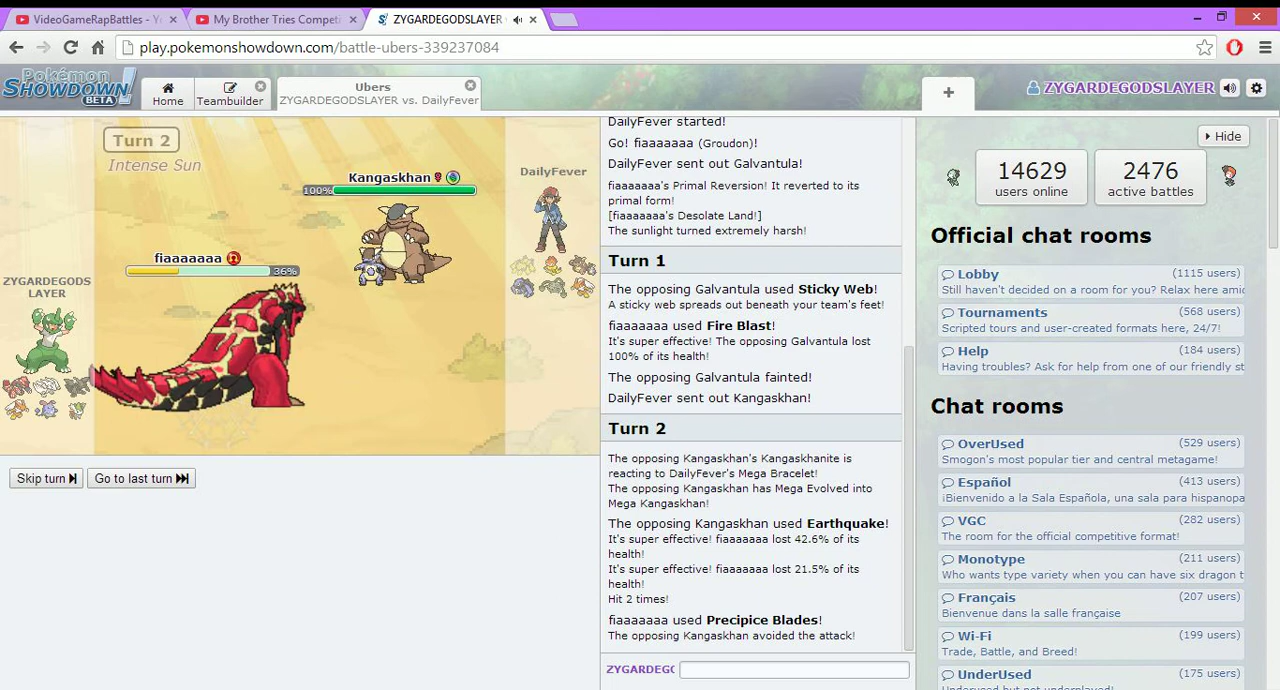 VideoGameRapBattles - Y
My Brother Tries Competi
ZYGARDEGODSLAYER
play.pokemonshowdown.com/battle-ubers-339237084
Pokémon
SHOWDOWN!
BETA
Home
Teambuilder
Ubers
ZYGARDEGODSLAYER vs. DailyFever
+
ZYGARDEGODSLAYER
Turn 2
Intense Sun
Kangaskhan
100%
fiaaaaaaa
36%
ZYGARDEGODS
LAYER
DailyFever
Skip turn
Go to last turn
DailyFever started!
Go! fiaaaaaaa (Groudon)!
DailyFever sent out Galvantula!
fiaaaaaaa's Primal Reversion! It reverted to its
primal form!
[fiaaaaaaa's Desolate Land!]
The sunlight turned extremely harsh!
Turn 1
The opposing Galvantula used Sticky Web!
A sticky web spreads out beneath your team's feet!
fiaaaaaaa used Fire Blast!
It's super effective! The opposing Galvantula lost
100% of its health!
The opposing Galvantula fainted!
DailyFever sent out Kangaskhan!
Turn 2
The opposing Kangaskhan's Kangaskhanite is
reacting to DailyFever's Mega Bracelet!
The opposing Kangaskhan has Mega Evolved into
Mega Kangaskhan!
The opposing Kangaskhan used Earthquake!
It's super effective! fiaaaaaaa lost 42.6% of its
health!
It's super effective! fiaaaaaaa lost 21.5% of its
health!
Hit 2 times!
fiaaaaaaa used Precipice Blades!
The opposing Kangaskhan avoided the attack!
ZYGARDEGO
Hide
14629
users online
2476
active battles
Official chat rooms
Lobby (1115 users)
Still haven't decided on a room for you? Relax here amid
Tournaments (568 users)
Scripted tours and user-created formats here, 24/7!
Help (184 users)
Having troubles? Ask for help from one of our friendly st
Chat rooms
OverUsed (529 users)
Smogon's most popular tier and central metagame!
Español (413 users)
¡Bienvenido a la Sala Española, una sala para hispanopa
VGC (282 users)
The room for the official competitive format!
Monotype (211 users)
Who wants type variety when you can have six dragon t
Français (207 users)
Bienvenue dans la salle française
Wi-Fi (199 users)
Trade, Battle, and Breed!
UnderUsed (175 users)
Underused but not underplayed!